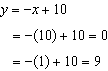 y = −x + 10
= −(10) + 10 = 0
= −(1) + 10 = 9